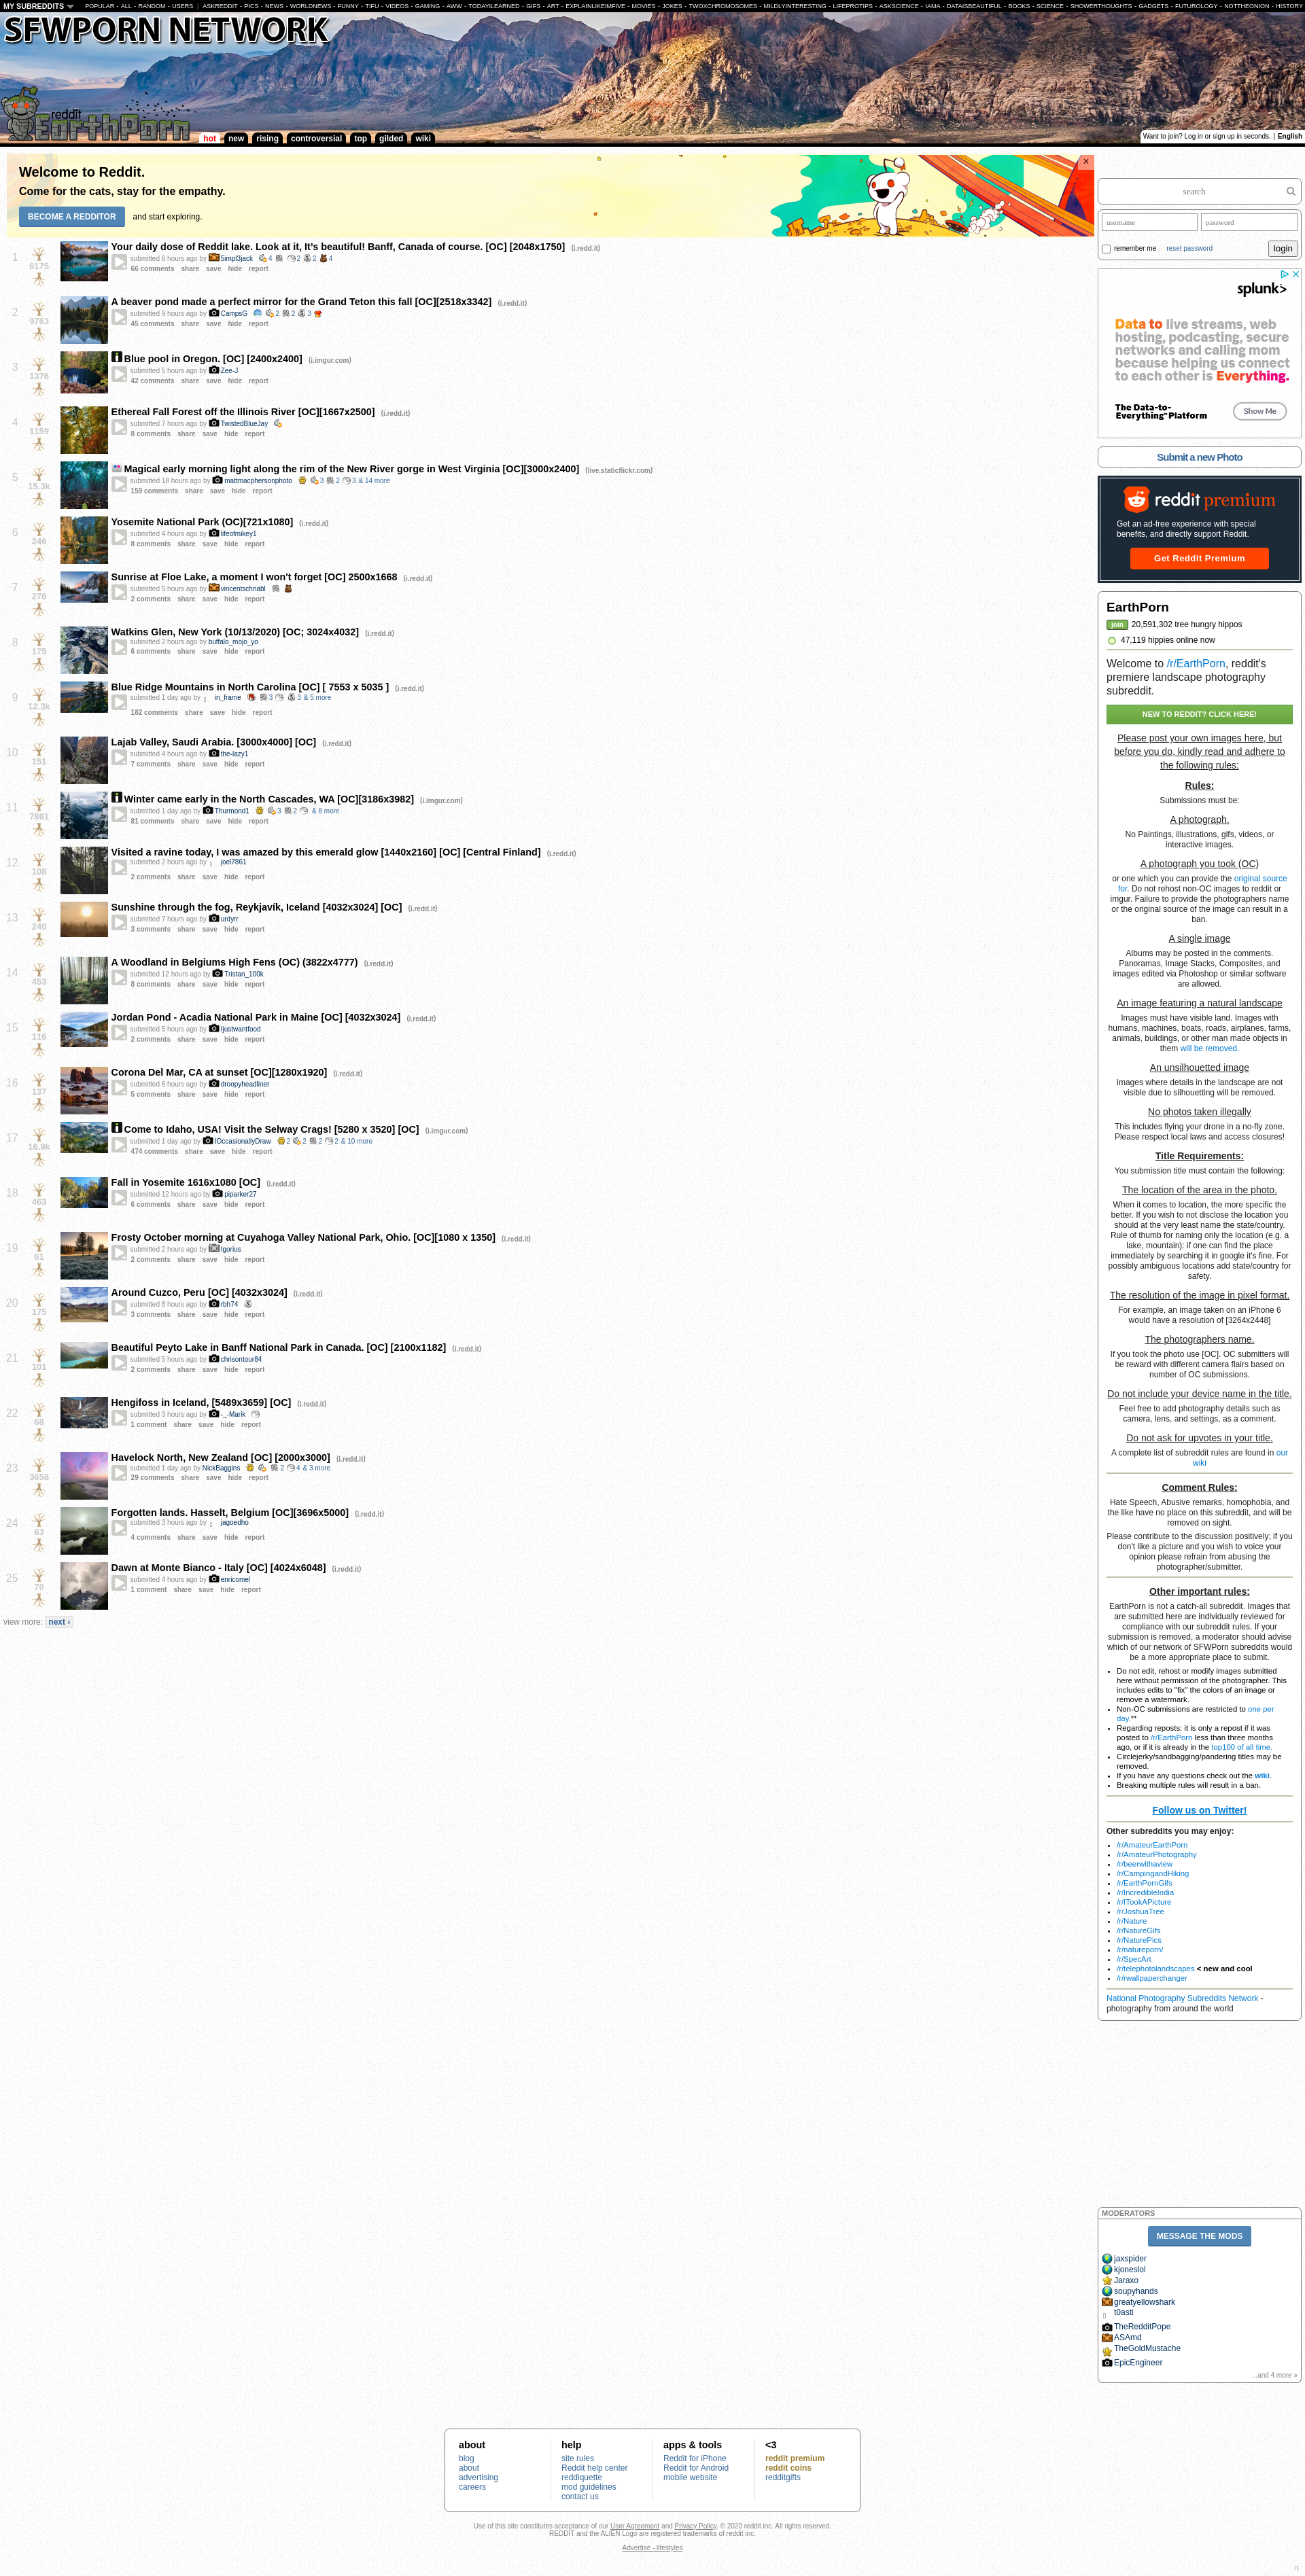 MY SUBREDDITS POPULAR - ALL - RANDOM - USERS | ASKREDDIT - PICS - NEWS - WORLDNEWS - FUNNY - TIFU - VIDEOS - GAMING - AWW - TODAYILEARNED - GIFS - ART - EXPLAINLIKEIMFIVE - MOVIES - JOKES - TWOXCHROMOSOMES - MILDLYINTERESTING - LIFEPROTIPS - ASKSCIENCE - IAMA - DATAISBEAUTIFUL - BOOKS - SCIENCE - SHOWERTHOUGHTS - GADGETS - FUTUROLOGY - NOTTHEONION - HISTORY
SFWPORN NETWORK
reddit
EarthPorn
hot new rising controversial top gilded wiki
Want to join? Log in or sign up in seconds. | English
Welcome to Reddit.
Come for the cats, stay for the empathy.
BECOME A REDDITOR and start exploring.
×
1
6175
Your daily dose of Reddit lake. Look at it, It's beautiful! Banff, Canada of course. [OC] [2048x1750] (i.redd.it)
submitted 6 hours ago by 5impl3jack 4 2 2 4
66 comments share save hide report
2
9763
A beaver pond made a perfect mirror for the Grand Teton this fall [OC][2518x3342] (i.redd.it)
submitted 9 hours ago by CampsG 2 2 3
45 comments share save hide report
3
1376
Blue pool in Oregon. [OC] [2400x2400] (i.imgur.com)
submitted 5 hours ago by Zee-J
42 comments share save hide report
4
1159
Ethereal Fall Forest off the Illinois River [OC][1667x2500] (i.redd.it)
submitted 7 hours ago by TwistedBlueJay
8 comments share save hide report
5
15.3k
Magical early morning light along the rim of the New River gorge in West Virginia [OC][3000x2400] (live.staticflickr.com)
submitted 18 hours ago by mattmacphersonphoto 3 2 3 & 14 more
159 comments share save hide report
6
246
Yosemite National Park (OC)[721x1080] (i.redd.it)
submitted 4 hours ago by lifeofmikey1
8 comments share save hide report
7
276
Sunrise at Floe Lake, a moment I won't forget [OC] 2500x1668 (i.redd.it)
submitted 5 hours ago by vincentschnabl
2 comments share save hide report
8
175
Watkins Glen, New York (10/13/2020) [OC; 3024x4032] (i.redd.it)
submitted 2 hours ago by buffalo_mojo_yo
6 comments share save hide report
9
12.3k
Blue Ridge Mountains in North Carolina [OC] [ 7553 x 5035 ] (i.redd.it)
submitted 1 day ago by in_frame 3 3 & 5 more
182 comments share save hide report
10
151
Lajab Valley, Saudi Arabia. [3000x4000] [OC] (i.redd.it)
submitted 4 hours ago by the-lazy1
7 comments share save hide report
11
7861
Winter came early in the North Cascades, WA [OC][3186x3982] (i.imgur.com)
submitted 1 day ago by Thurmond1 3 2 & 8 more
81 comments share save hide report
12
108
Visited a ravine today, I was amazed by this emerald glow [1440x2160] [OC] [Central Finland] (i.redd.it)
submitted 2 hours ago by joel7861
2 comments share save hide report
13
240
Sunshine through the fog, Reykjavík, Iceland [4032x3024] [OC] (i.redd.it)
submitted 7 hours ago by urdyrr
3 comments share save hide report
14
453
A Woodland in Belgiums High Fens (OC) (3822x4777) (i.redd.it)
submitted 12 hours ago by Tristan_100k
8 comments share save hide report
15
116
Jordan Pond - Acadia National Park in Maine [OC] [4032x3024] (i.redd.it)
submitted 5 hours ago by Ijustwantfood
2 comments share save hide report
16
137
Corona Del Mar, CA at sunset [OC][1280x1920] (i.redd.it)
submitted 6 hours ago by droopyheadliner
5 comments share save hide report
17
16.9k
Come to Idaho, USA! Visit the Selway Crags! [5280 x 3520] [OC] (i.imgur.com)
submitted 1 day ago by IOccasionallyDraw 2 2 2 2 & 10 more
474 comments share save hide report
18
463
Fall in Yosemite 1616x1080 [OC] (i.redd.it)
submitted 12 hours ago by piparker27
6 comments share save hide report
19
61
Frosty October morning at Cuyahoga Valley National Park, Ohio. [OC][1080 x 1350] (i.redd.it)
submitted 2 hours ago by Igorius
2 comments share save hide report
20
175
Around Cuzco, Peru [OC] [4032x3024] (i.redd.it)
submitted 8 hours ago by rbh74
3 comments share save hide report
21
101
Beautiful Peyto Lake in Banff National Park in Canada. [OC] [2100x1182] (i.redd.it)
submitted 5 hours ago by chrisontour84
2 comments share save hide report
22
68
Hengifoss in Iceland, [5489x3659] [OC] (i.redd.it)
submitted 3 hours ago by -_-Marik
1 comment share save hide report
23
3658
Havelock North, New Zealand [OC] [2000x3000] (i.redd.it)
submitted 1 day ago by NickBaggins 2 4 & 3 more
29 comments share save hide report
24
63
Forgotten lands. Hasselt, Belgium [OC][3696x5000] (i.redd.it)
submitted 3 hours ago by jagoedho
4 comments share save hide report
25
70
Dawn at Monte Bianco - Italy [OC] [4024x6048] (i.redd.it)
submitted 4 hours ago by enricomel
1 comment share save hide report
view more: next ›
search
username password
remember me reset password login
splunk>
Data to live streams, web
hosting, podcasting, secure
networks and calling mom
because helping us connect
to each other is Everything.
The Data-to-
Everything™ Platform
Show Me
Submit a new Photo
reddit premium
Get an ad-free experience with special
benefits, and directly support Reddit.
Get Reddit Premium
EarthPorn
join 20,591,302 tree hungry hippos
47,119 hippies online now
Welcome to /r/EarthPorn, reddit's
premiere landscape photography
subreddit.
NEW TO REDDIT? CLICK HERE!
Please post your own images here, but
before you do, kindly read and adhere to
the following rules:
Rules:
Submissions must be:
A photograph.
No Paintings, illustrations, gifs, videos, or
interactive images.
A photograph you took (OC)
or one which you can provide the original source
for. Do not rehost non-OC images to reddit or
imgur. Failure to provide the photographers name
or the original source of the image can result in a
ban.
A single image
Albums may be posted in the comments.
Panoramas, Image Stacks, Composites, and
images edited via Photoshop or similar software
are allowed.
An image featuring a natural landscape
Images must have visible land. Images with
humans, machines, boats, roads, airplanes, farms,
animals, buildings, or other man made objects in
them will be removed.
An unsilhouetted image
Images where details in the landscape are not
visible due to silhouetting will be removed.
No photos taken illegally
This includes flying your drone in a no-fly zone.
Please respect local laws and access closures!
Title Requirements:
You submission title must contain the following:
The location of the area in the photo.
When it comes to location, the more specific the
better. If you wish to not disclose the location you
should at the very least name the state/country.
Rule of thumb for naming only the location (e.g. a
lake, mountain): if one can find the place
immediately by searching it in google it's fine. For
possibly ambiguous locations add state/country for
safety.
The resolution of the image in pixel format.
For example, an image taken on an iPhone 6
would have a resolution of [3264x2448]
The photographers name.
If you took the photo use [OC]. OC submitters will
be reward with different camera flairs based on
number of OC submissions.
Do not include your device name in the title.
Feel free to add photography details such as
camera, lens, and settings, as a comment.
Do not ask for upvotes in your title.
A complete list of subreddit rules are found in our
wiki
Comment Rules:
Hate Speech, Abusive remarks, homophobia, and
the like have no place on this subreddit, and will be
removed on sight.
Please contribute to the discussion positively; if you
don't like a picture and you wish to voice your
opinion please refrain from abusing the
photographer/submitter.
Other important rules:
EarthPorn is not a catch-all subreddit. Images that
are submitted here are individually reviewed for
compliance with our subreddit rules. If your
submission is removed, a moderator should advise
which of our network of SFWPorn subreddits would
be a more appropriate place to submit.
• Do not edit, rehost or modify images submitted
here without permission of the photographer. This
includes edits to "fix" the colors of an image or
remove a watermark.
• Non-OC submissions are restricted to one per
day.**
• Regarding reposts: it is only a repost if it was
posted to /r/EarthPorn less than three months
ago, or if it is already in the top100 of all time.
• Circlejerky/sandbagging/pandering titles may be
removed.
• If you have any questions check out the wiki.
• Breaking multiple rules will result in a ban.
Follow us on Twitter!
Other subreddits you may enjoy:
• /r/AmateurEarthPorn
• /r/AmateurPhotography
• /r/beerwithaview
• /r/CampingandHiking
• /r/EarthPornGifs
• /r/IncredibleIndia
• /r/ITookAPicture
• /r/JoshuaTree
• /r/Nature
• /r/NatureGifs
• /r/NaturePics
• /r/natureporn/
• /r/SpecArt
• /r/telephotolandscapes < new and cool
• /r/rwallpaperchanger
National Photography Subreddits Network -
photography from around the world
MODERATORS
MESSAGE THE MODS
jaxspider
kjoneslol
Jaraxo
soupyhands
greatyellowshark
t0asti
TheRedditPope
ASAmd
TheGoldMustache
EpicEngineer
...and 4 more »
about
blog
about
advertising
careers
help
site rules
Reddit help center
reddiquette
mod guidelines
contact us
apps & tools
Reddit for iPhone
Reddit for Android
mobile website
<3
reddit premium
reddit coins
redditgifts
Use of this site constitutes acceptance of our User Agreement and Privacy Policy. © 2020 reddit inc. All rights reserved.
REDDIT and the ALIEN Logo are registered trademarks of reddit inc.
Advertise - lifestyles
π